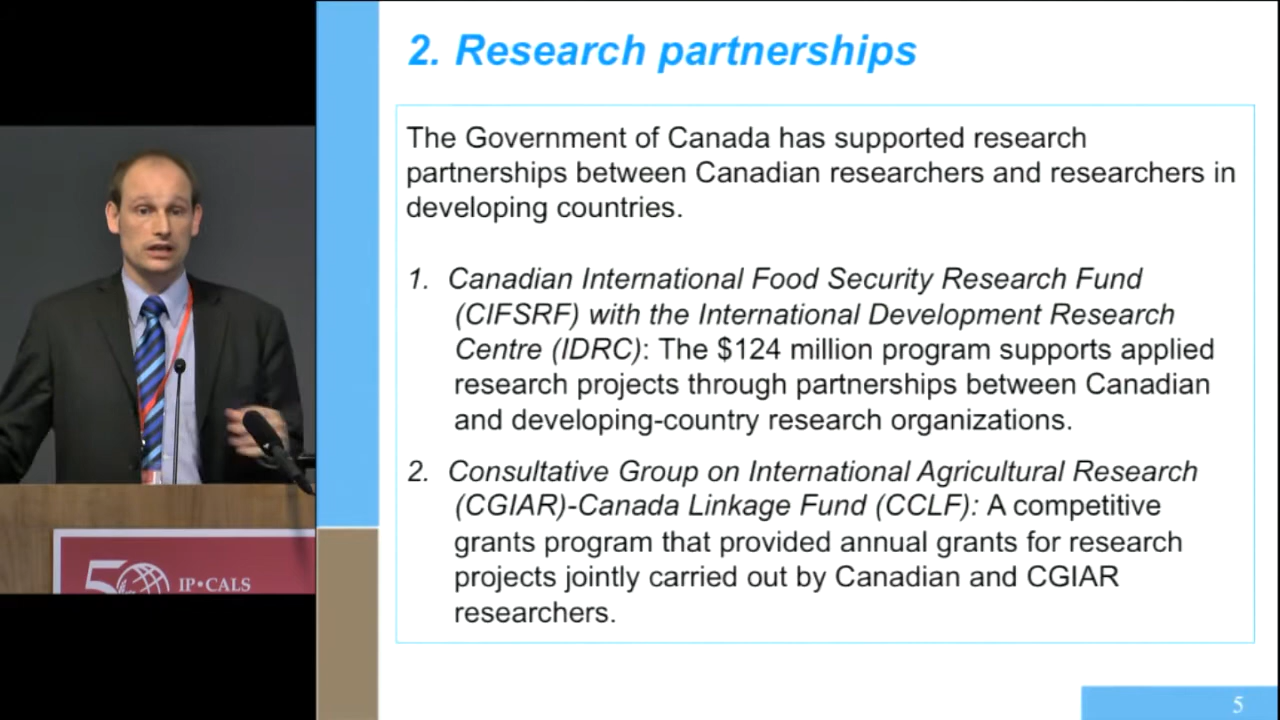 2. Research partnerships
The Government of Canada has supported research
partnerships between Canadian researchers and researchers in
developing countries.
1. Canadian International Food Security Research Fund
(CIFSRF) with the International Development Research
Centre (IDRC): The $124 million program supports applied
research projects through partnerships between Canadian
and developing-country research organizations.
2. Consultative Group on International Agricultural Research
(CGIAR)-Canada Linkage Fund (CCLF): A competitive
grants program that provided annual grants for research
projects jointly carried out by Canadian and CGIAR
researchers.
50 IP•CALS
5